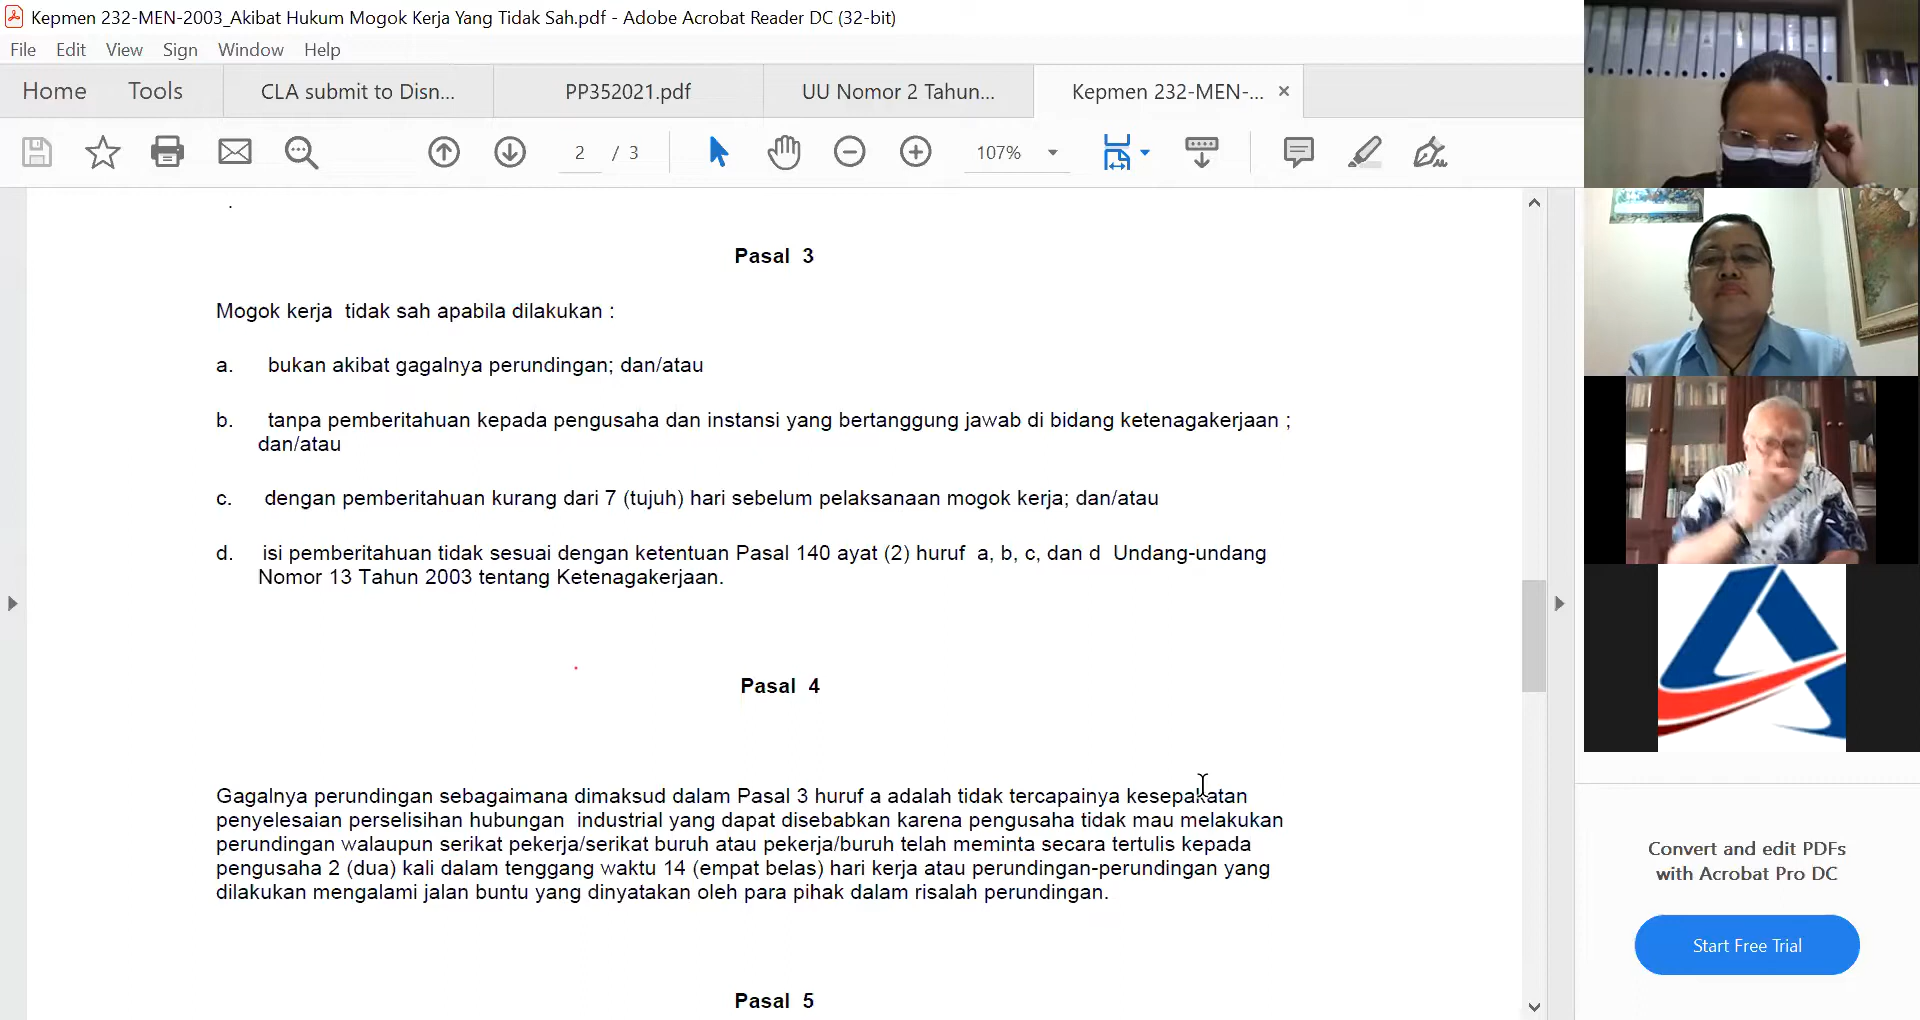 Kepmen 232-MEN-2003_Akibat Hukum Mogok Kerja Yang Tidak Sah.pdf - Adobe Acrobat Reader DC (32-bit)
File Edit View Sign Window Help
Home Tools CLA submit to Disn... PP352021.pdf UU Nomor 2 Tahun... Kepmen 232-MEN-... ×
2 / 3 107%
Pasal 3
Mogok kerja tidak sah apabila dilakukan :
a. bukan akibat gagalnya perundingan; dan/atau
b. tanpa pemberitahuan kepada pengusaha dan instansi yang bertanggung jawab di bidang ketenagakerjaan ;
dan/atau
c. dengan pemberitahuan kurang dari 7 (tujuh) hari sebelum pelaksanaan mogok kerja; dan/atau
d. isi pemberitahuan tidak sesuai dengan ketentuan Pasal 140 ayat (2) huruf a, b, c, dan d Undang-undang
Nomor 13 Tahun 2003 tentang Ketenagakerjaan.
Pasal 4
Gagalnya perundingan sebagaimana dimaksud dalam Pasal 3 huruf a adalah tidak tercapainya kesepakatan
penyelesaian perselisihan hubungan industrial yang dapat disebabkan karena pengusaha tidak mau melakukan
perundingan walaupun serikat pekerja/serikat buruh atau pekerja/buruh telah meminta secara tertulis kepada
pengusaha 2 (dua) kali dalam tenggang waktu 14 (empat belas) hari kerja atau perundingan-perundingan yang
dilakukan mengalami jalan buntu yang dinyatakan oleh para pihak dalam risalah perundingan.
Pasal 5
Convert and edit PDFs
with Acrobat Pro DC
Start Free Trial